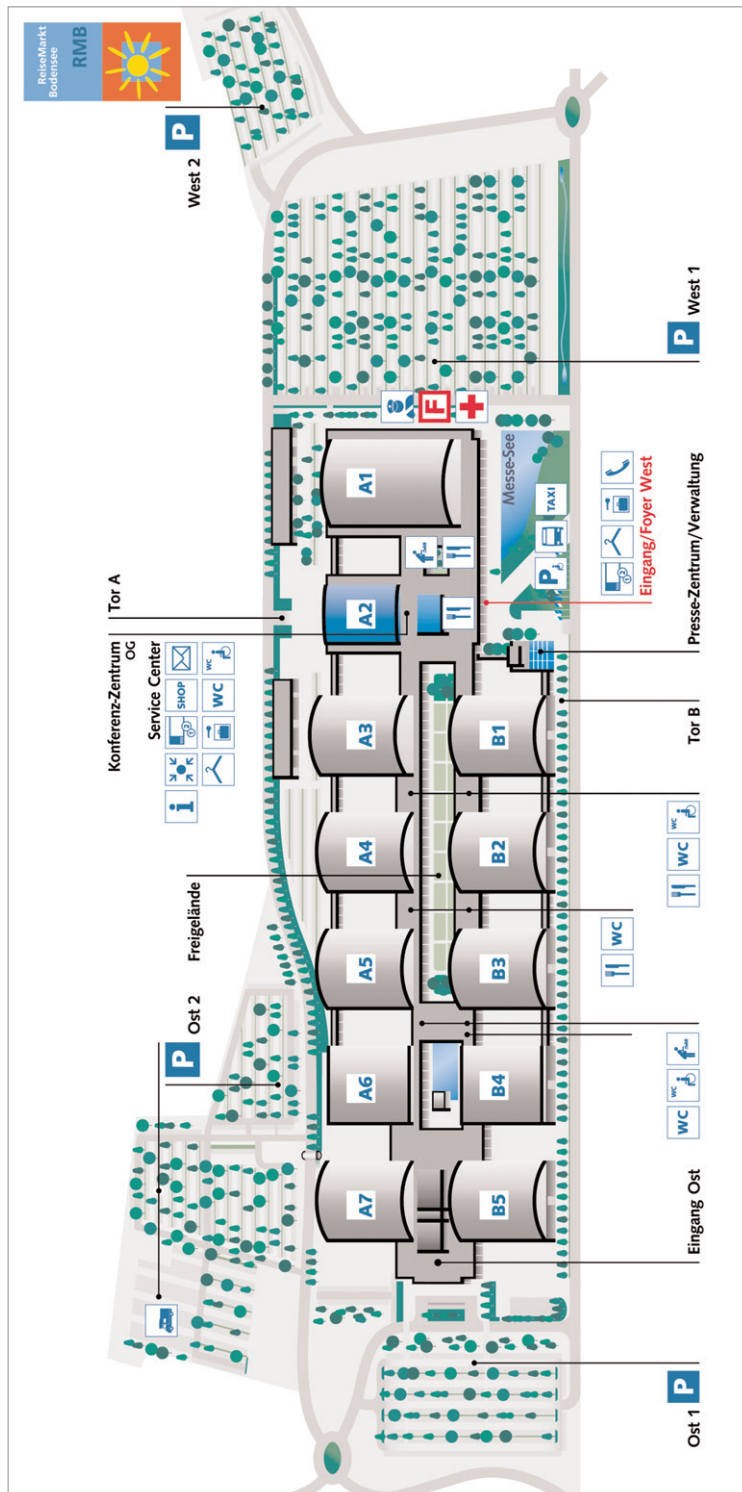 ReiseMarkt
Bodensee
RMB
P
West 2
P
West 1
Tor A
Konferenz-Zentrum
OG
Service Center
i
SHOP
WC
WC
Freigelände
P
Ost 2
A1
A2
A3
A4
A5
A6
A7
B1
B2
B3
B4
B5
F
Messe-See
P
TAXI
Eingang/Foyer West
Presse-Zentrum/Verwaltung
Tor B
WC
WC
WC
WC
WC
Eingang Ost
P
Ost 1